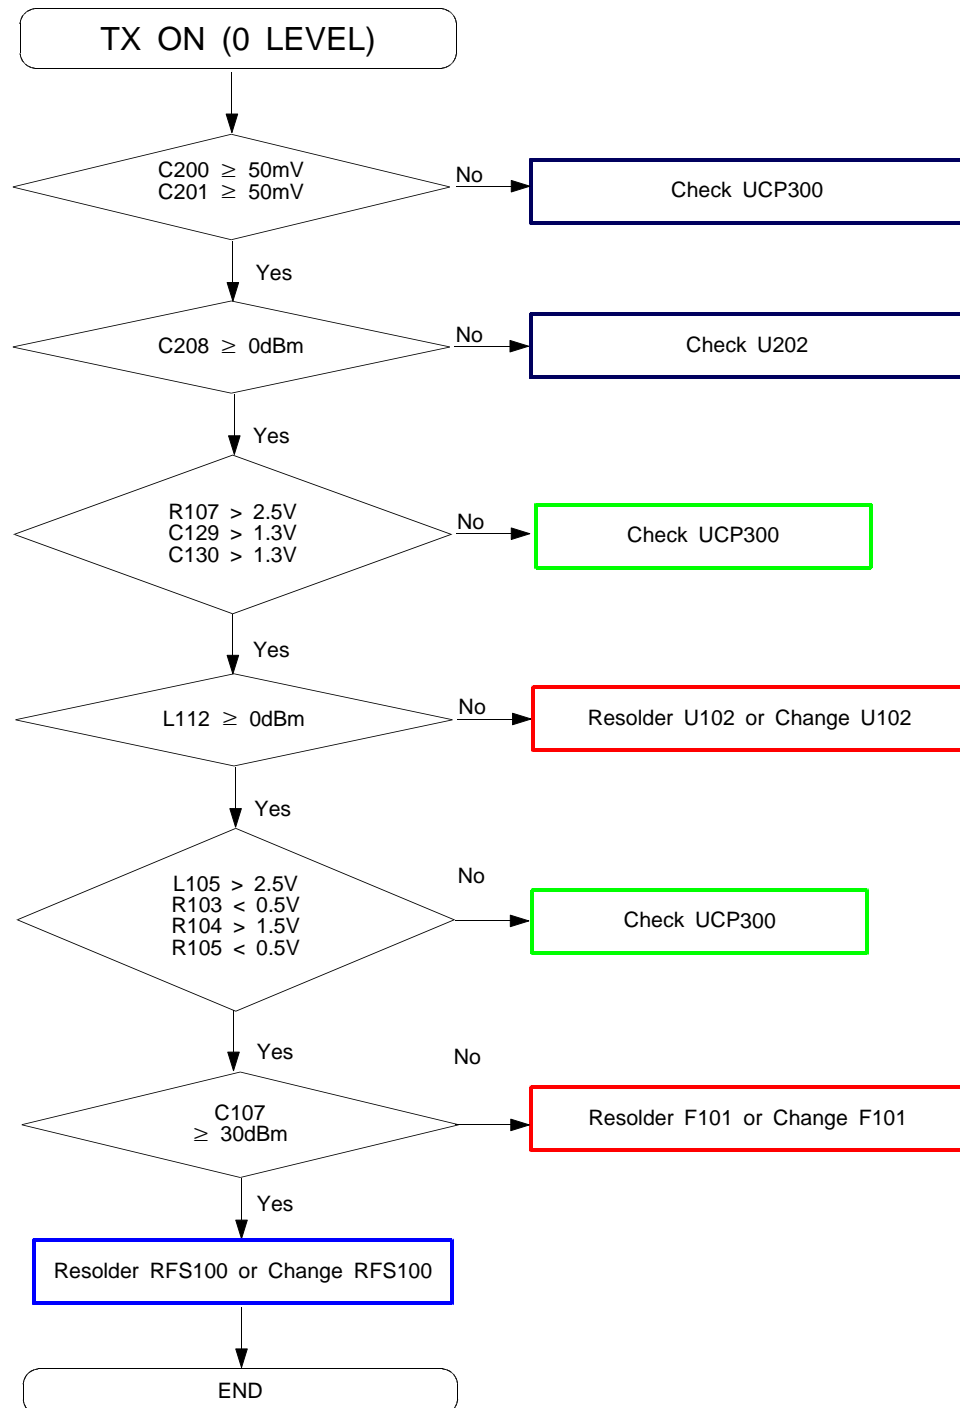 TX ON (0 LEVEL)
C200 ≥ 50mV
C201 ≥ 50mV
No
Check UCP300
Yes
C208 ≥ 0dBm
No
Check U202
Yes
R107 > 2.5V
C129 > 1.3V
C130 > 1.3V
No
Check UCP300
Yes
L112 ≥ 0dBm
No
Resolder U102 or Change U102
Yes
L105 > 2.5V
R103 < 0.5V
R104 > 1.5V
R105 < 0.5V
No
Check UCP300
Yes
No
C107
≥ 30dBm
Resolder F101 or Change F101
Yes
Resolder RFS100 or Change RFS100
END